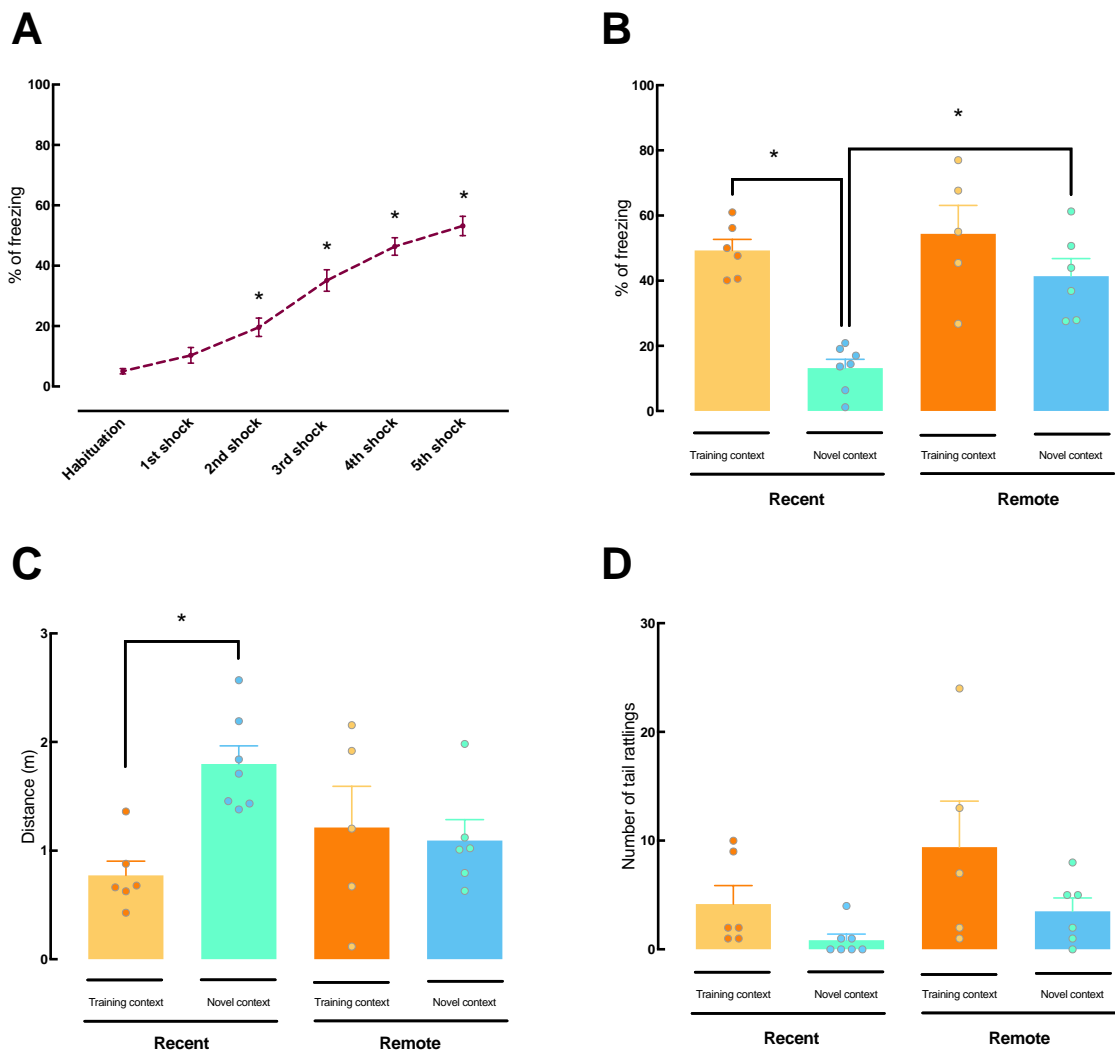 A
% of freezing
100
80
60
40
20
0
*
*
*
*
Habituation
1st shock
2nd shock
3rd shock
4th shock
5th shock
B
% of freezing
100
80
60
40
20
0
*
*
Training context
Novel context
Training context
Novel context
Recent
Remote
C
Distance (m)
3
2
1
0
*
Training context
Novel context
Training context
Novel context
Recent
Remote
D
Number of tail rattlings
30
20
10
0
Training context
Novel context
Training context
Novel context
Recent
Remote